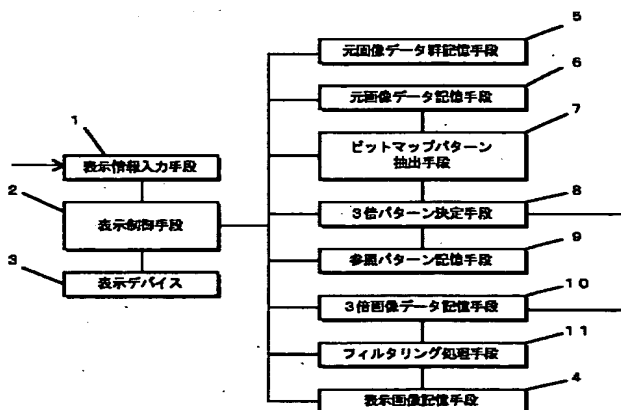 1
表示情報入力手段
2
表示制御手段
3
表示デバイス
5
元画像データ群記憶手段
6
元画像データ記憶手段
7
ビットマップパターン
抽出手段
8
3倍パターン決定手段
9
参照パターン記憶手段
10
3倍画像データ記憶手段
11
フィルタリング処理手段
4
表示画像記憶手段